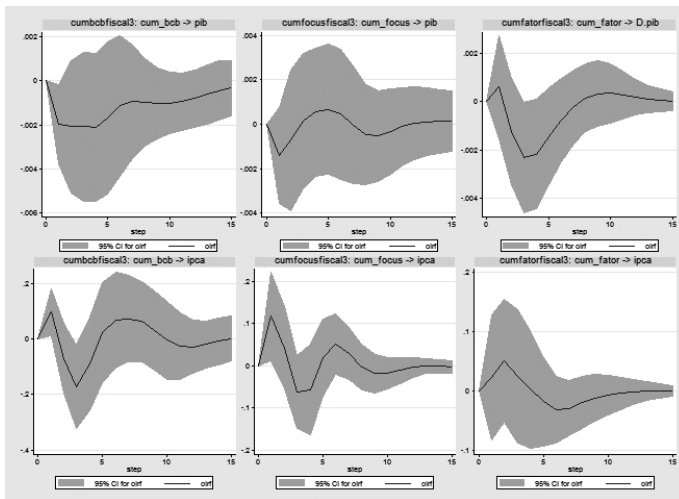 cumbcbfiscal3: cum_bcb -> pib
.002
0
-.002
-.004
-.006
0 5 10 15
step
95% CI for oirf oirf
cumfocusfiscal3: cum_focus -> pib
.004
.002
0
-.002
-.004
0 5 10 15
step
95% CI for oirf oirf
cumfatorfiscal3: cum_fator -> D.pib
.002
0
-.002
-.004
0 5 10 15
step
95% CI for oirf oirf
cumbcbfiscal3: cum_bcb -> ipca
.2
0
-.2
-.4
0 5 10 15
step
95% CI for oirf oirf
cumfocusfiscal3: cum_focus -> ipca
.2
.1
0
-.1
-.2
0 5 10 15
step
95% CI for oirf oirf
cumfatorfiscal3: cum_fator -> ipca
.2
.1
0
-.1
0 5 10 15
step
95% CI for oirf oirf